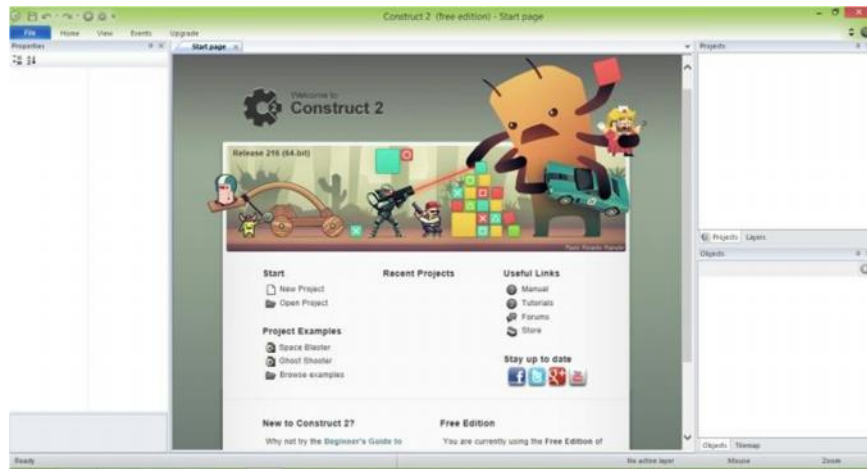 Construct 2 (free edition) - Start page
File Home View Events Upgrade
Properties
Start page
Projects
Welcome to
Construct 2
Release 216 (64-bit)
Start
New Project
Open Project
Project Examples
Space Blaster
Ghost Shooter
Browse examples
Recent Projects
Useful Links
Manual
Tutorials
Forums
Store
Stay up to date
New to Construct 2?
Why not try the Beginner's Guide to
Free Edition
You are currently using the Free Edition of
Projects Layers
Objects
Objects Tilemap
Ready
No active layer Mouse Zoom